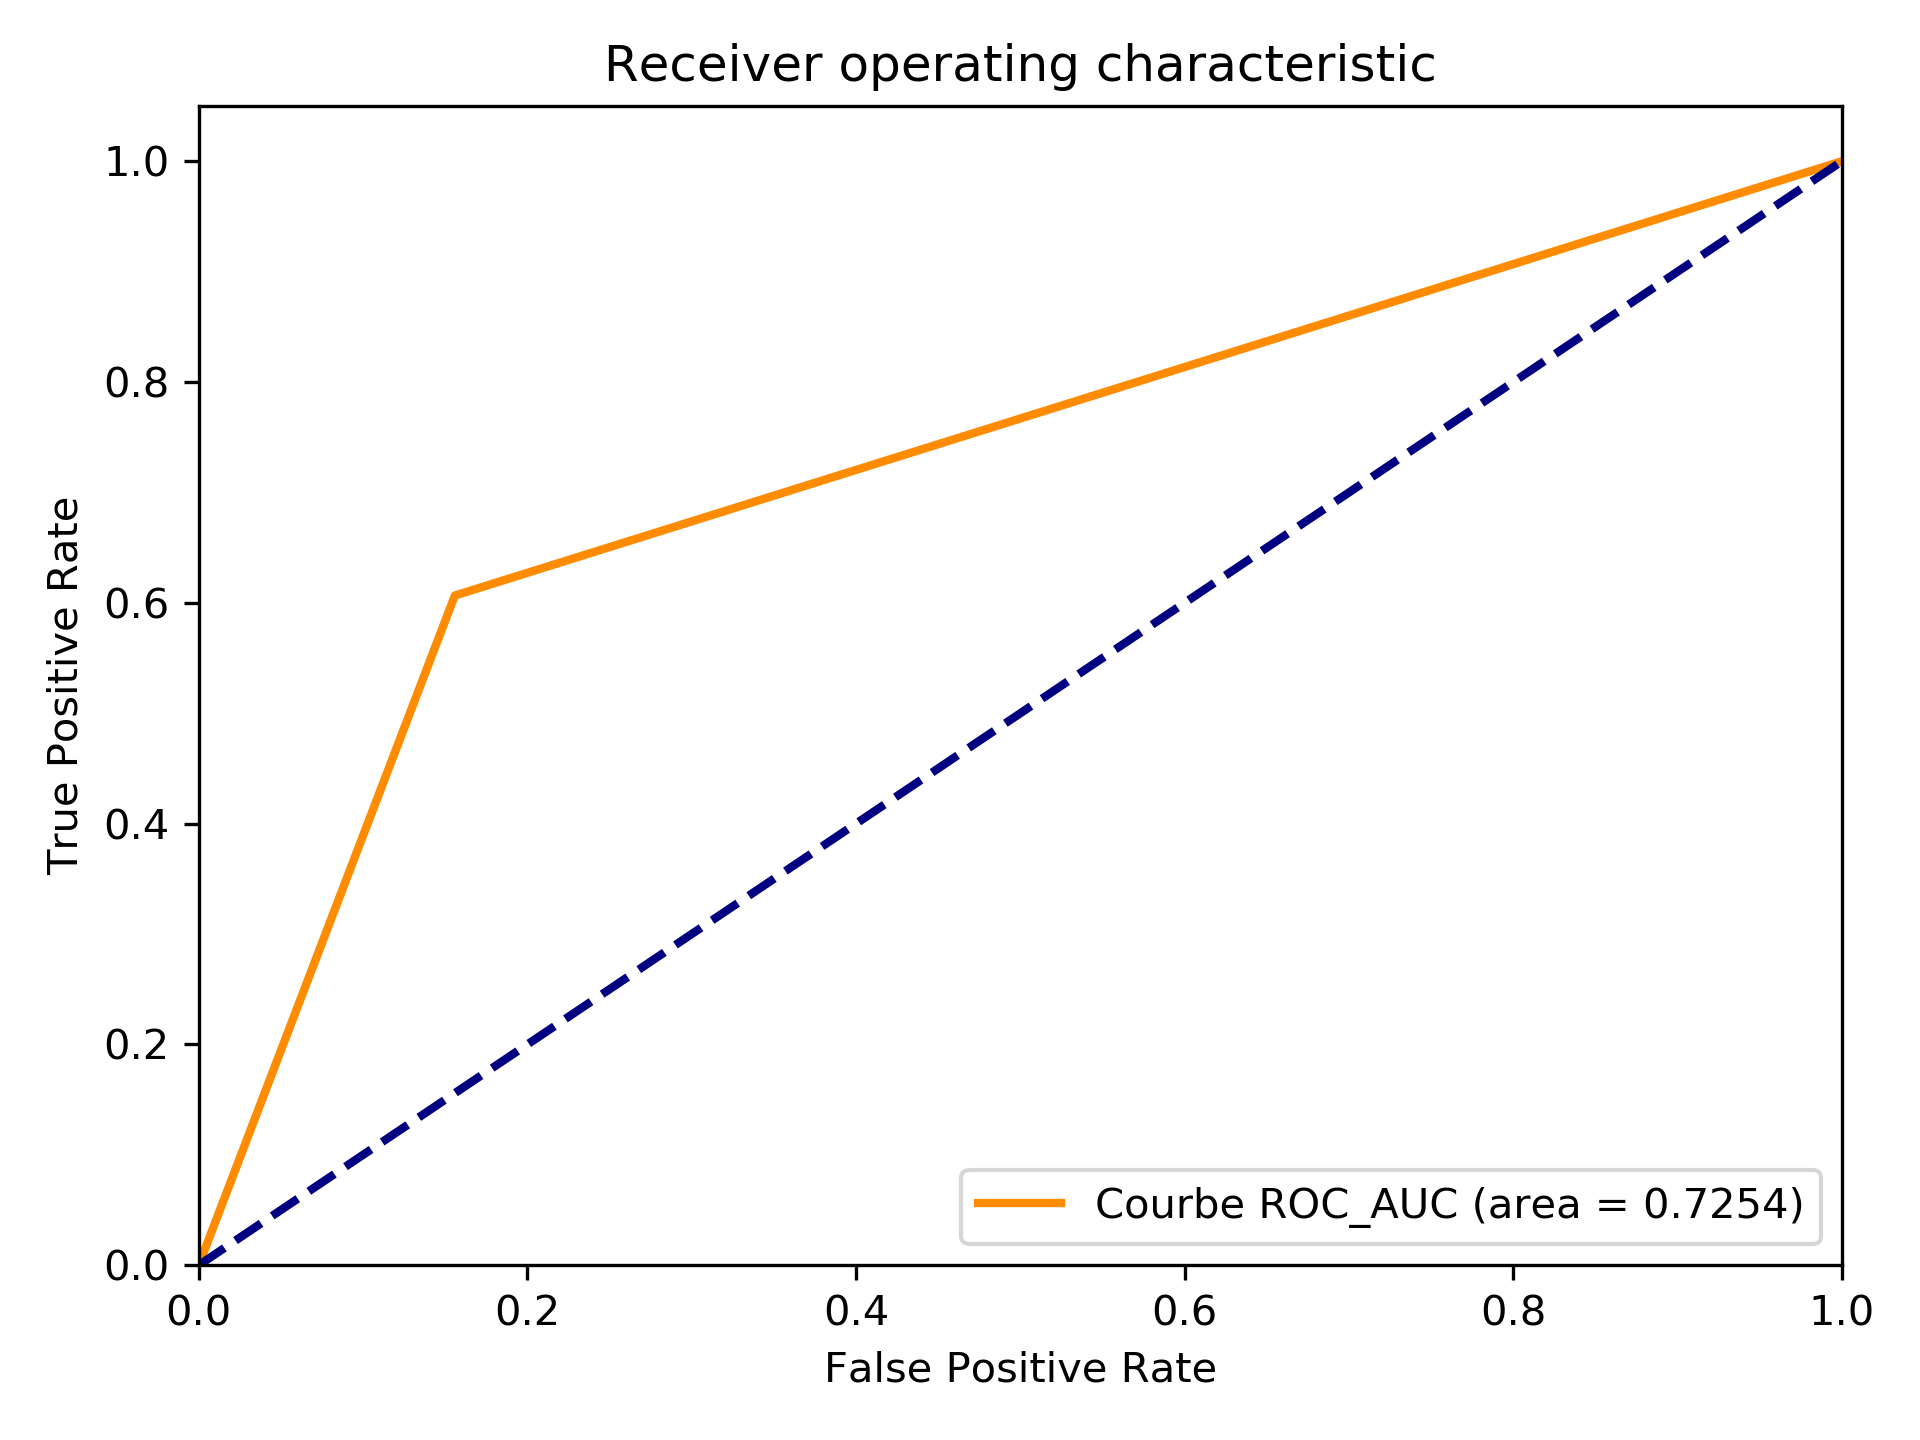 Receiver operating characteristic
1.0
0.8
0.6
0.4
0.2
0.0
True Positive Rate
Courbe ROC_AUC (area = 0.7254)
0.0 0.2 0.4 0.6 0.8 1.0
False Positive Rate